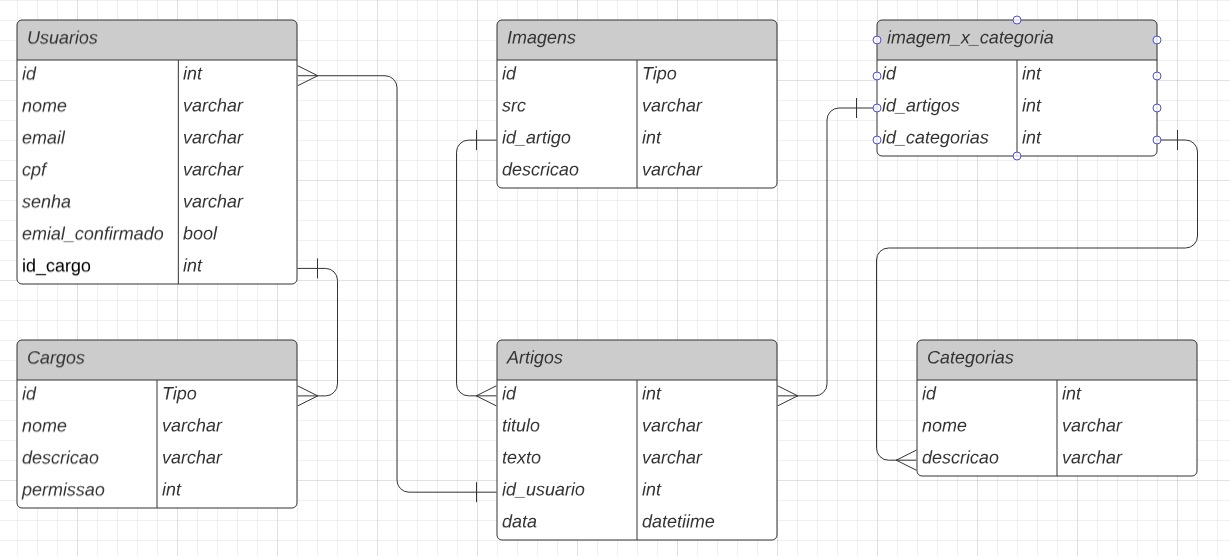 Usuarios
id int
nome varchar
email varchar
cpf varchar
senha varchar
emial_confirmado bool
id_cargo int
Imagens
id Tipo
src varchar
id_artigo int
descricao varchar
imagem_x_categoria
id int
id_artigos int
id_categorias int
Cargos
id Tipo
nome varchar
descricao varchar
permissao int
Artigos
id int
titulo varchar
texto varchar
id_usuario int
data datetiime
Categorias
id int
nome varchar
descricao varchar